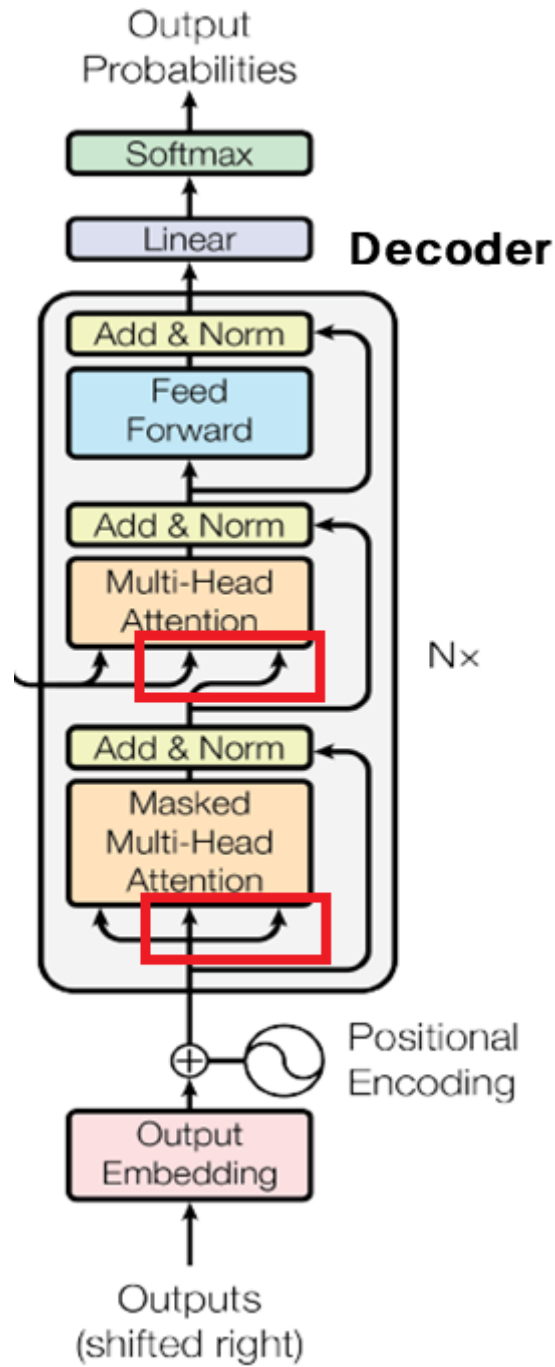 Output
Probabilities
Softmax
Linear
Decoder
Add & Norm
Feed
Forward
Add & Norm
Multi-Head
Attention
N×
Add & Norm
Masked
Multi-Head
Attention
Positional
Encoding
Output
Embedding
Outputs
(shifted right)